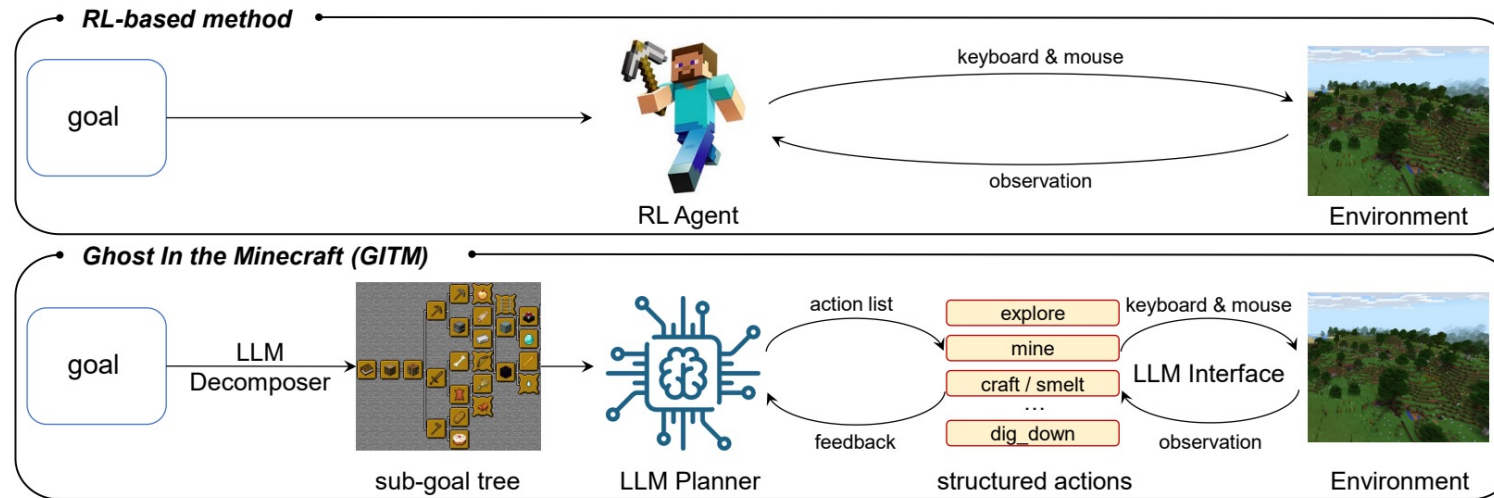 RL-based method
goal
keyboard & mouse
observation
RL Agent
Environment
Ghost In the Minecraft (GITM)
goal
LLM
Decomposer
sub-goal tree
LLM Planner
action list
feedback
explore
mine
craft / smelt
...
dig_down
structured actions
keyboard & mouse
LLM Interface
observation
Environment